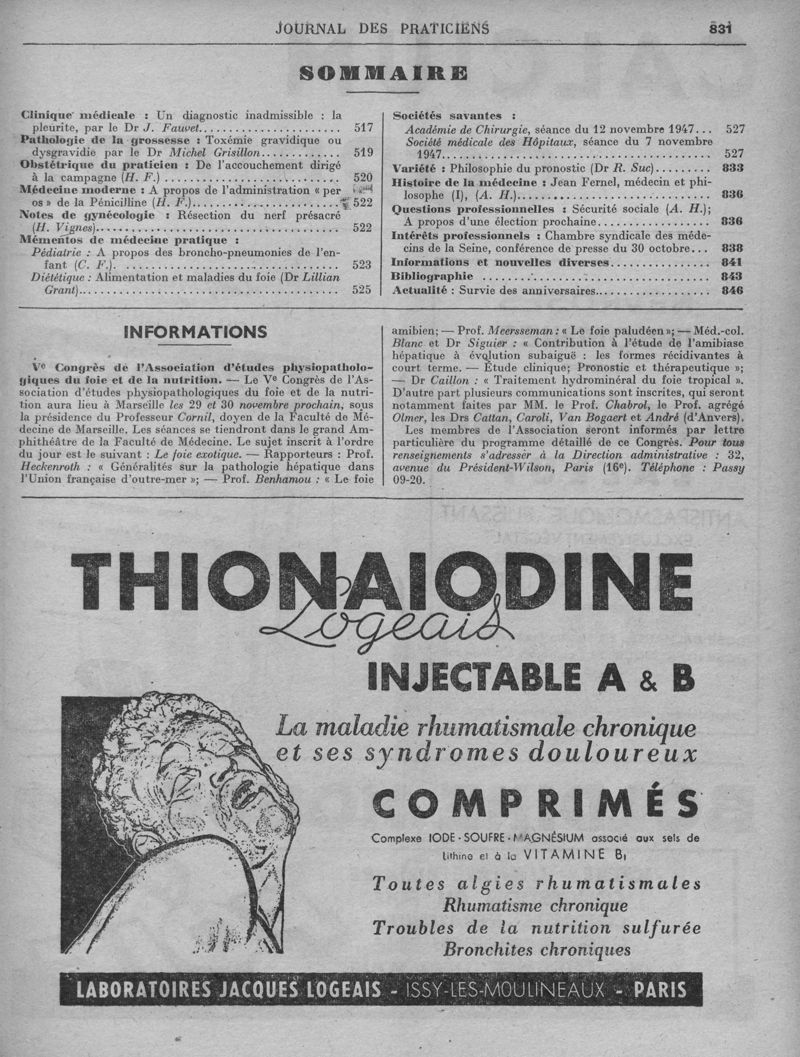 JOURNAL DES PRATICIENS 831
SOMMAIRE
Clinique médicale : Un diagnostic inadmissible : la
pleurite, par le Dr J. Fauvet...................... 517
Pathologie de la grossesse : Toxémie gravidique ou
dysgravidie par le Dr Michel Grisillon............. 519
Obstétrique du praticien : De l'accouchement dirigé
à la campagne (H. F.)............................ 520
Médecine moderne : A propos de l'administration « per
os » de la Pénicilline (H. F.)...................... 522
Notes de gynécologie : Résection du nerf présacré
(H. Vignes)...................................... 522
Mémentos de médecine pratique :
Pédiatrie : A propos des broncho-pneumonies de l'en-
fant (C. F.). .................................. 523
Diététique : Alimentation et maladies du foie (Dr Lillian
Grant).......................................... 525
Sociétés savantes :
Académie de Chirurgie, séance du 12 novembre 1947... 527
Société médicale des Hôpitaux, séance du 7 novembre
1947............................................ 527
Variété : Philosophie du pronostic (Dr R. Suc)......... 833
Histoire de la médecine : Jean Fernel, médecin et phi-
losophe (I), (A. H.)............................. 836
Questions professionnelles : Sécurité sociale (A. H.);
A propos d'une élection prochaine................. 836
Intérêts professionnels : Chambre syndicale des méde-
cins de la Seine, conférence de presse du 30 octobre... 838
Informations et nouvelles diverses............... 841
Bibliographie .................................... 843
Actualité : Survie des anniversaires................... 846
INFORMATIONS
Ve Congrès de l'Association d'études physiopatholo-
giques du foie et de la nutrition. — Le Ve Congrès de l'As-
sociation d'études physiopathologiques du foie et de la nutri-
tion aura lieu à Marseille les 29 et 30 novembre prochain, sous
la présidence du Professeur Cornil, doyen de la Faculté de Mé-
decine de Marseille. Les séances se tiendront dans le grand Am-
phithéâtre de la Faculté de Médecine. Le sujet inscrit à l'ordre
du jour est le suivant : Le foie exotique. — Rapporteurs : Prof.
Heckenroth : « Généralités sur la pathologie hépatique dans
l'Union française d'outre-mer »; — Prof. Benhamou : « Le foie
amibien; — Prof. Meersseman : « Le foie paludéen »; — Méd.-col.
Blanc et Dr Siguier : « Contribution à l'étude de l'amibiase
hépatique à évolution subaiguë : les formes récidivantes à
court terme. — Étude clinique; Pronostic et thérapeutique »;
— Dr Caillon : « Traitement hydrominéral du foie tropical ».
D'autre part plusieurs communications sont inscrites, qui seront
notamment faites par MM. le Prof. Chabrol, le Prof. agrégé
Olmer, les Drs Cattan, Caroli, Van Bogaert et André (d'Anvers).
Les membres de l'Association seront informés par lettre
particulière du programme détaillé de ce Congrès. Pour tous
renseignements s'adresser à la Direction administrative : 32,
avenue du Président-Wilson, Paris (16e). Téléphone : Passy
09-20.
THIONAIODINE
Logeais
INJECTABLE A & B
La maladie rhumatismale chronique
et ses syndromes douloureux
COMPRIMÉS
Complexe IODE - SOUFRE - MAGNÉSIUM associé aux sels de
Lithine et à la VITAMINE B1
Toutes algies rhumatismales
Rhumatisme chronique
Troubles de la nutrition sulfurée
Bronchites chroniques
LABORATOIRES JACQUES LOGEAIS - ISSY-LES-MOULINEAUX - PARIS